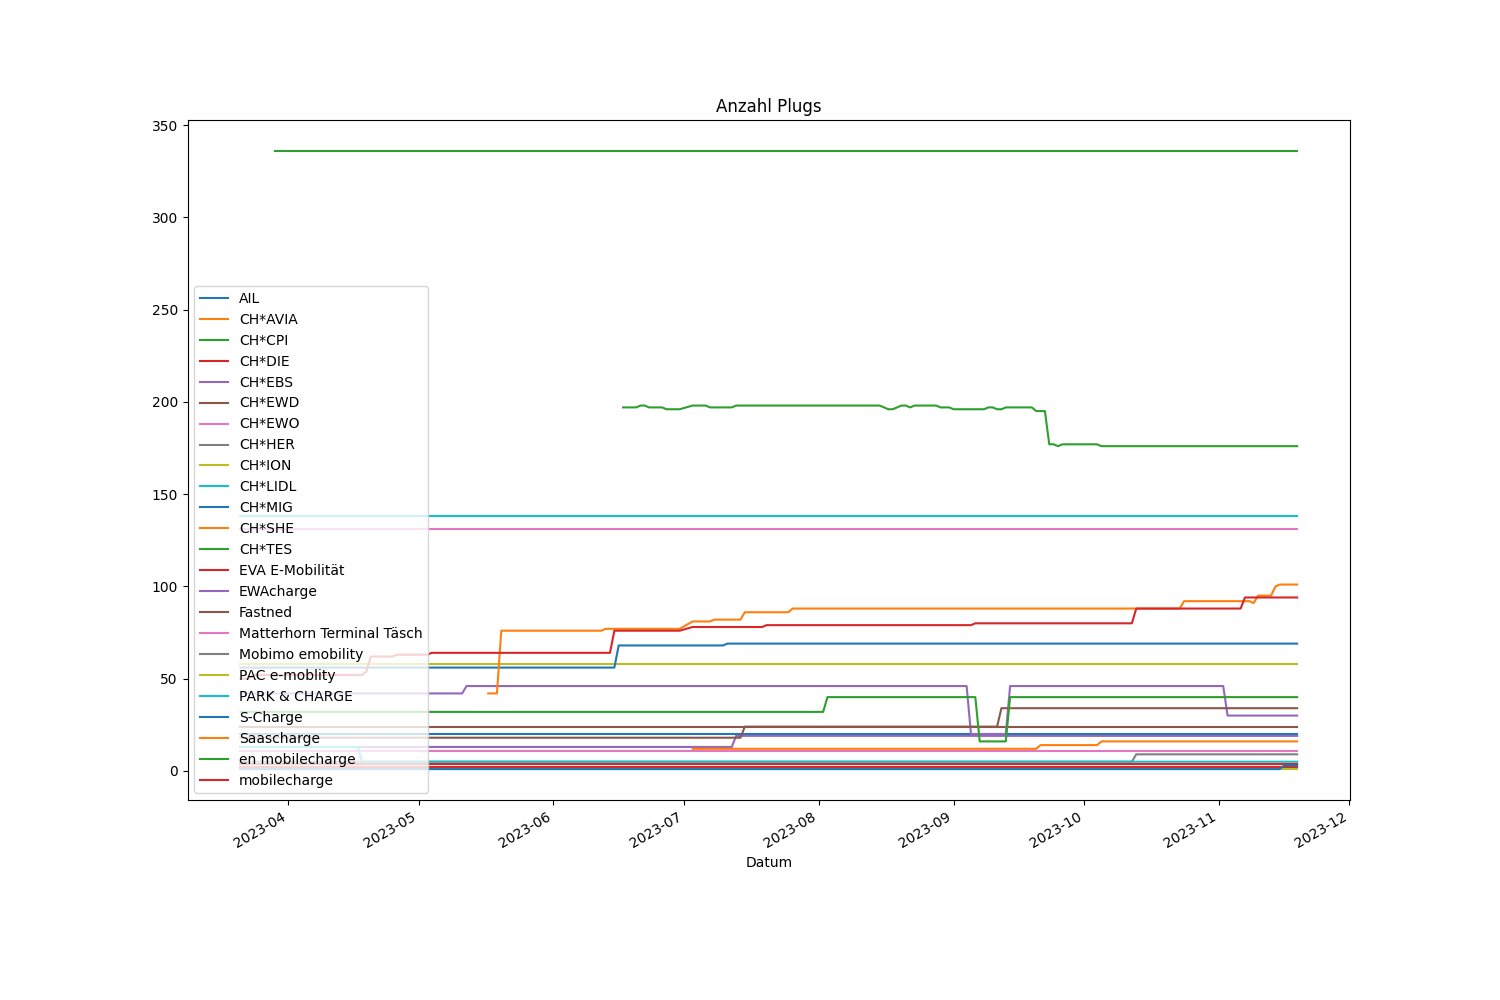 Anzahl Plugs
350
300
250
200
150
100
50
0
AIL
CH*AVIA
CH*CPI
CH*DIE
CH*EBS
CH*EWD
CH*EWO
CH*HER
CH*ION
CH*LIDL
CH*MIG
CH*SHE
CH*TES
EVA E-Mobilität
EWAcharge
Fastned
Matterhorn Terminal Täsch
Mobimo emobility
PAC e-moblity
PARK & CHARGE
S-Charge
Saascharge
en mobilecharge
mobilecharge
2023-04
2023-05
2023-06
2023-07
2023-08
2023-09
2023-10
2023-11
2023-12
Datum